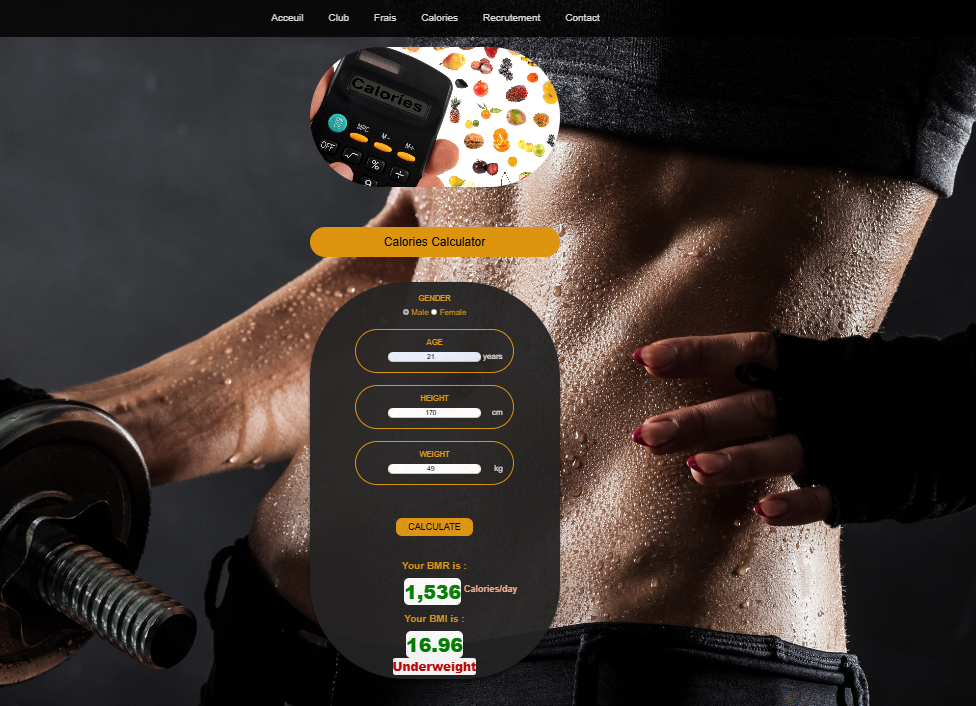 Acceuil Club Frais Calories Recrutement Contact
Calories
MRC M- M+
OFF √ % ÷
9
Calories Calculator
GENDER
Male Female
AGE
21 years
HEIGHT
170 cm
WEIGHT
49 kg
CALCULATE
Your BMR is :
1,536 Calories/day
Your BMI is :
16.96
Underweight